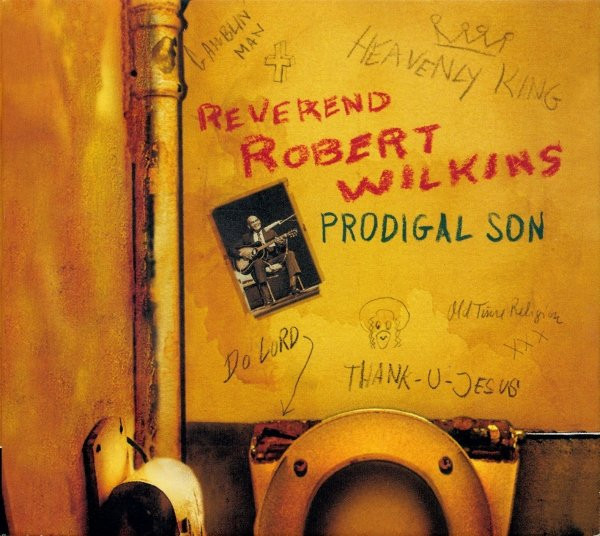 GAMBLIN
MAN
HEAVENLY KING
REVEREND
ROBERT
WILKINS
PRODIGAL SON
Old Time Religion
XXX
DO LORD
THANK-U-JESUS